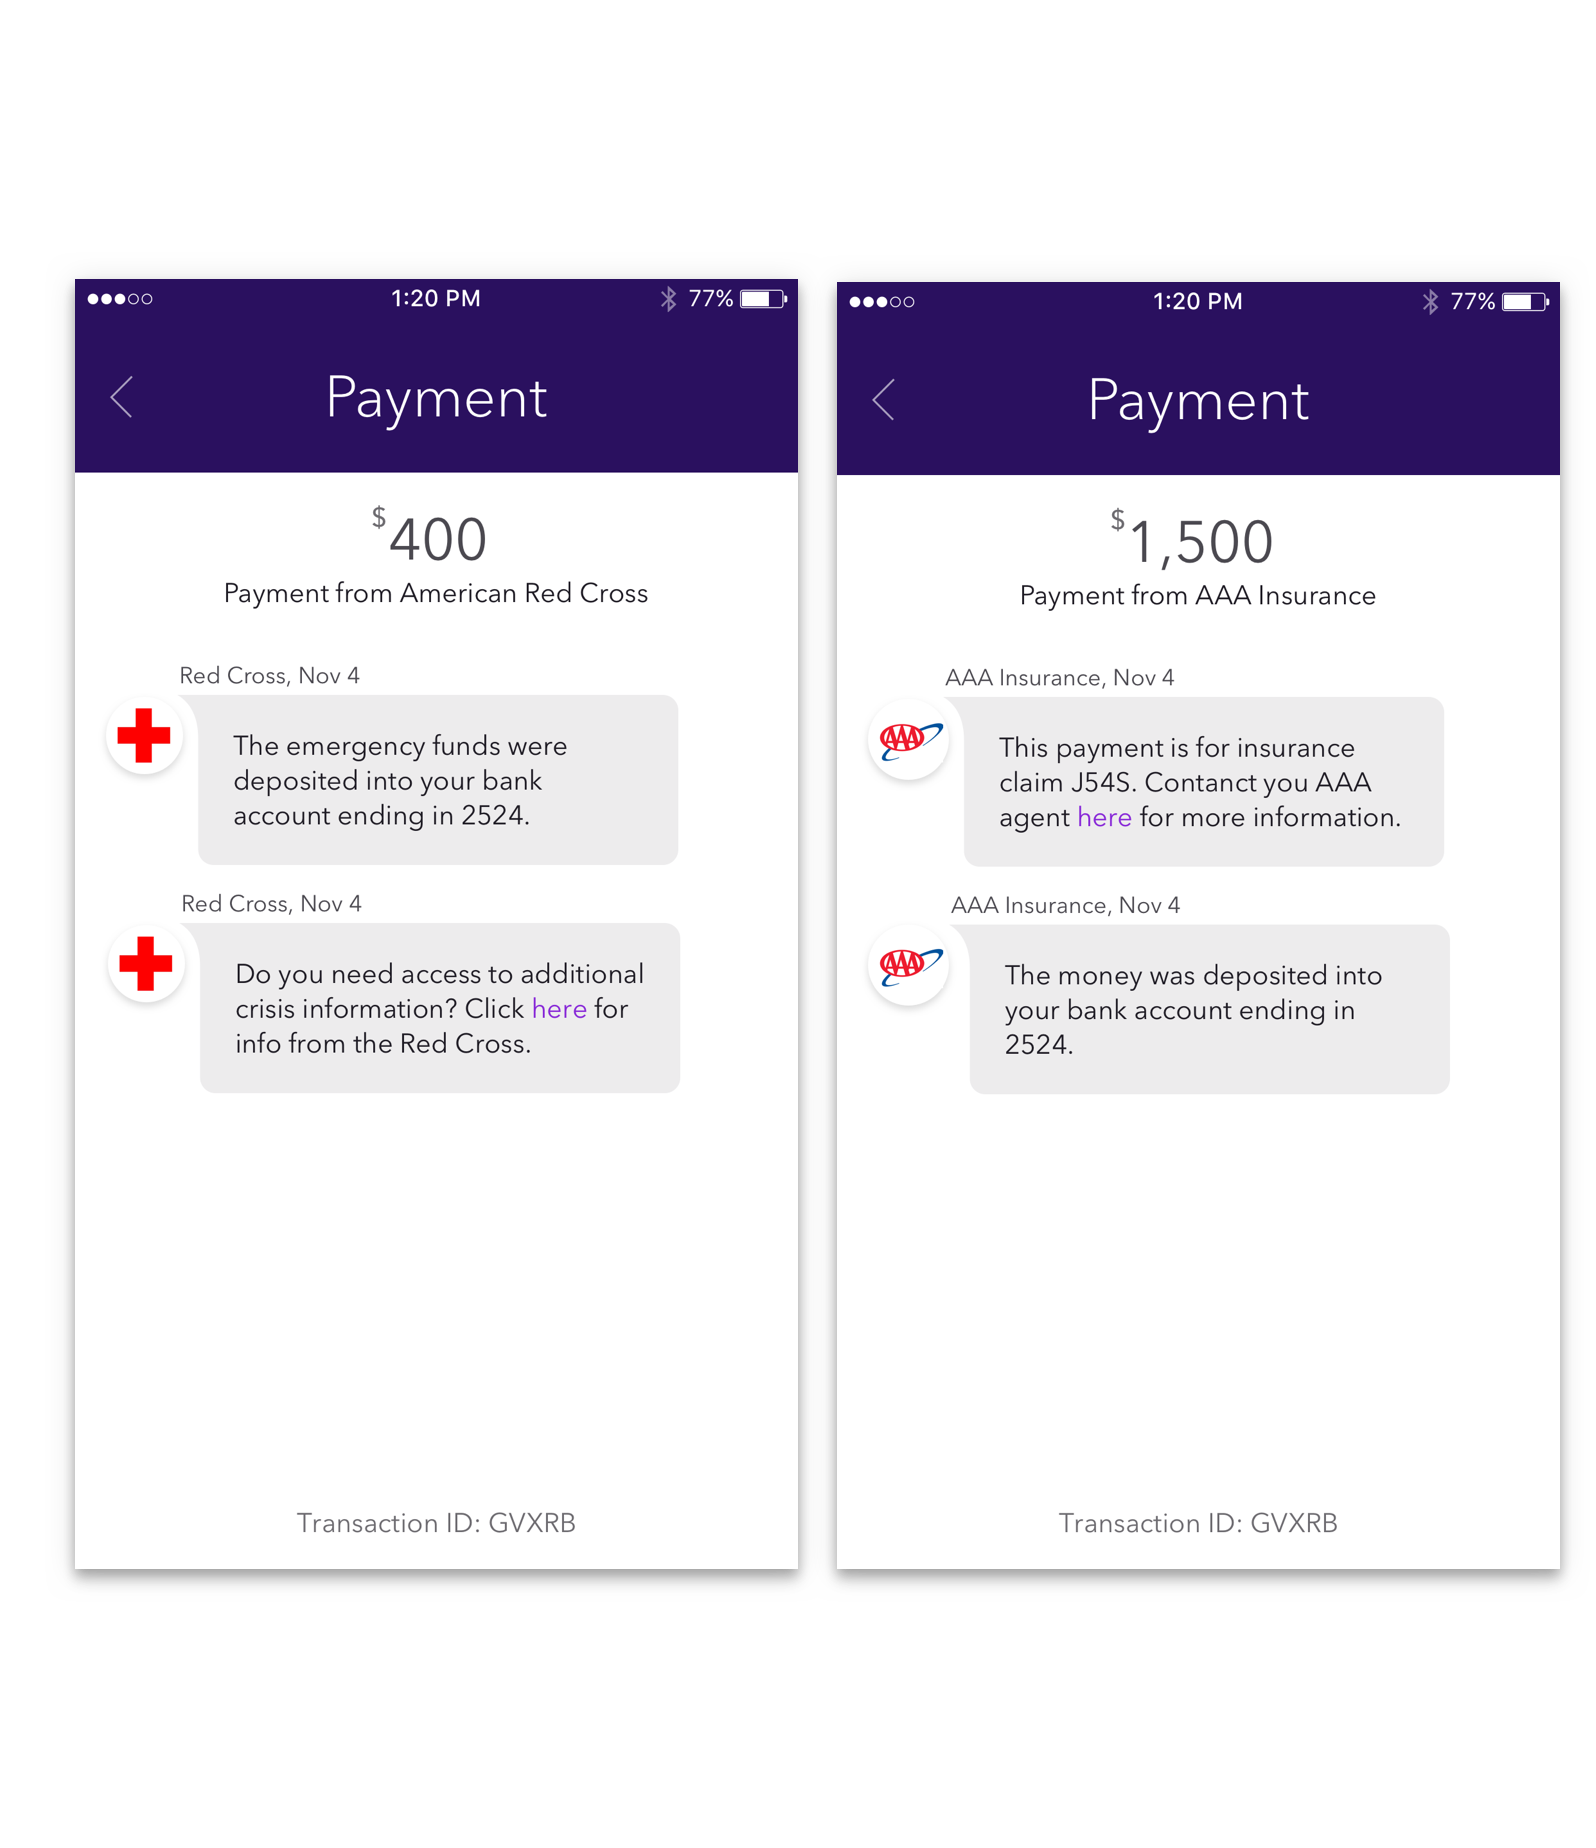 1:20 PM 77%
Payment
$400
Payment from American Red Cross
Red Cross, Nov 4
The emergency funds were
deposited into your bank
account ending in 2524.
Red Cross, Nov 4
Do you need access to additional
crisis information? Click here for
info from the Red Cross.
Transaction ID: GVXRB
1:20 PM 77%
Payment
$1,500
Payment from AAA Insurance
AAA Insurance, Nov 4
AAA
This payment is for insurance
claim J54S. Contanct you AAA
agent here for more information.
AAA Insurance, Nov 4
AAA
The money was deposited into
your bank account ending in
2524.
Transaction ID: GVXRB